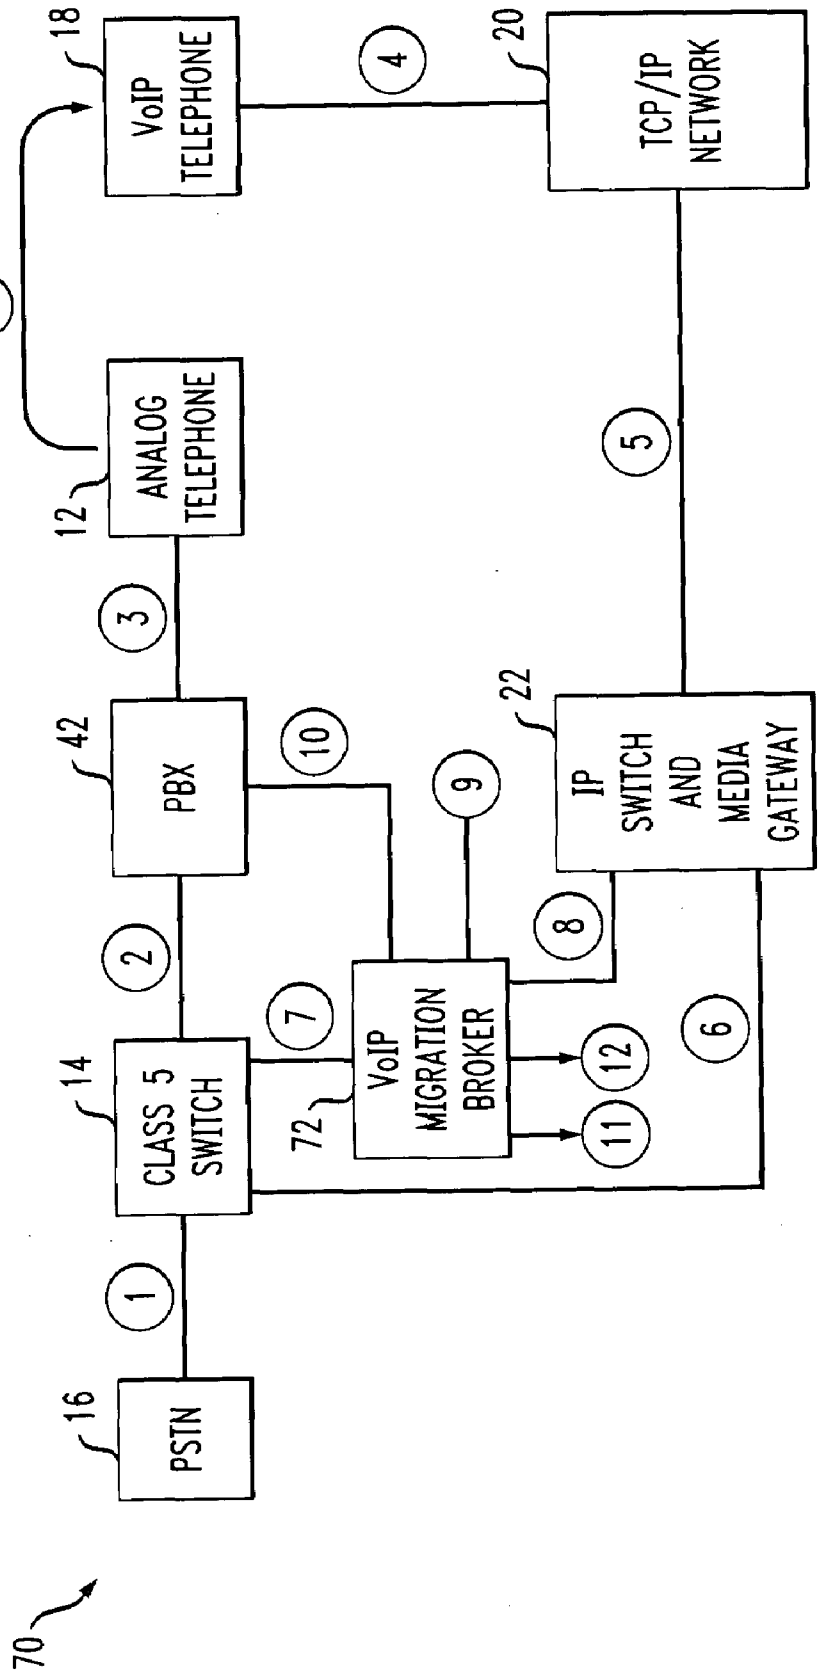 70
16
PSTN
1
14
CLASS 5
SWITCH
2
42
PBX
3
12
ANALOG
TELEPHONE
18
VoIP
TELEPHONE
4
20
TCP/IP
NETWORK
5
22
IP
SWITCH
AND
MEDIA
GATEWAY
6
7
72
VoIP
MIGRATION
BROKER
8
9
10
11
12